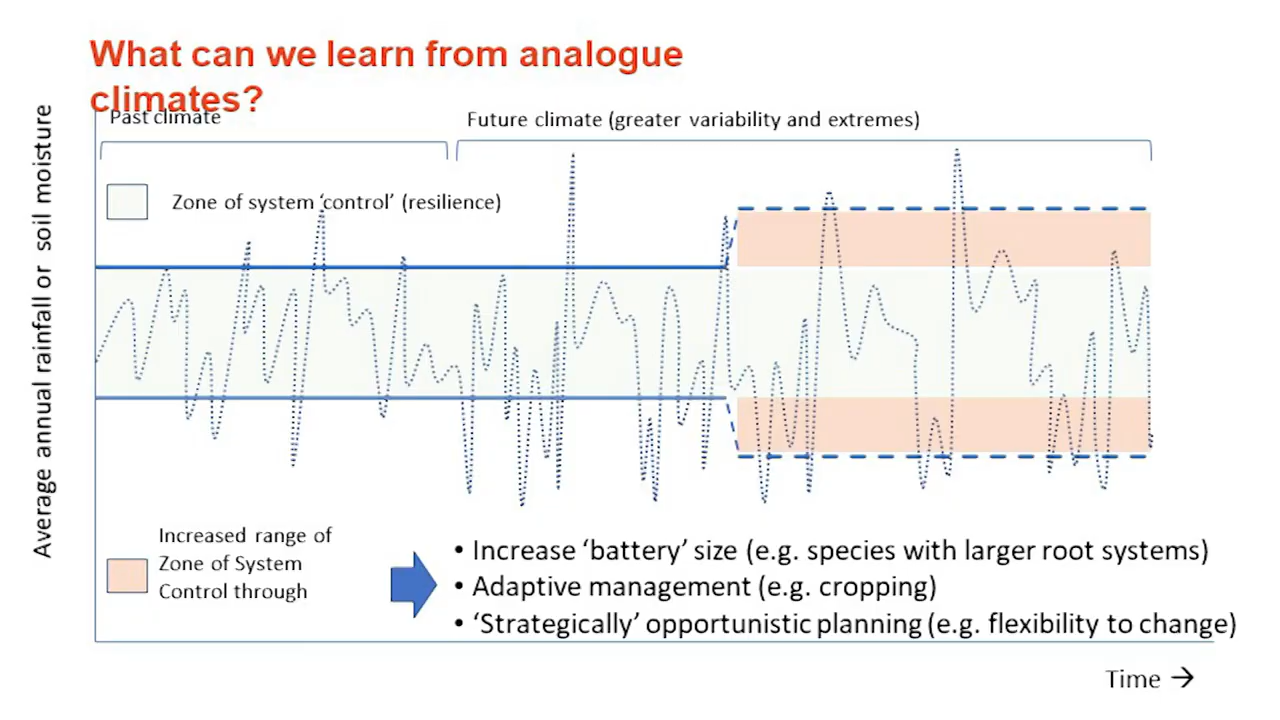 What can we learn from analogue
climates?
Past climate
Future climate (greater variability and extremes)
Zone of system ‘control’ (resilience)
Average annual rainfall or soil moisture
Increased range of
Zone of System
Control through
• Increase ‘battery’ size (e.g. species with larger root systems)
• Adaptive management (e.g. cropping)
• ‘Strategically’ opportunistic planning (e.g. flexibility to change)
Time →